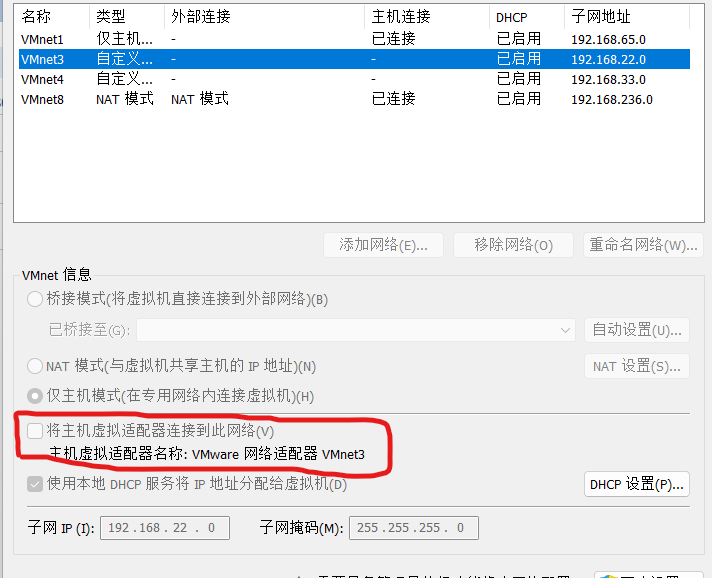 名称 类型 外部连接 主机连接 DHCP 子网地址
VMnet1 仅主机... - 已连接 已启用 192.168.65.0
VMnet3 自定义... - - 已启用 192.168.22.0
VMnet4 自定义... - - 已启用 192.168.33.0
VMnet8 NAT 模式 NAT 模式 已连接 已启用 192.168.236.0
添加网络(E)... 移除网络(O) 重命名网络(W)...
VMnet 信息
桥接模式(将虚拟机直接连接到外部网络)(B)
已桥接至(G): 自动设置(U)...
NAT 模式(与虚拟机共享主机的 IP 地址)(N) NAT 设置(S)...
仅主机模式(在专用网络内连接虚拟机)(H)
将主机虚拟适配器连接到此网络(V)
主机虚拟适配器名称: VMware 网络适配器 VMnet3
使用本地 DHCP 服务将 IP 地址分配给虚拟机(D) DHCP 设置(P)...
子网 IP (I): 192 . 168 . 22 . 0 子网掩码(M): 255 . 255 . 255 . 0